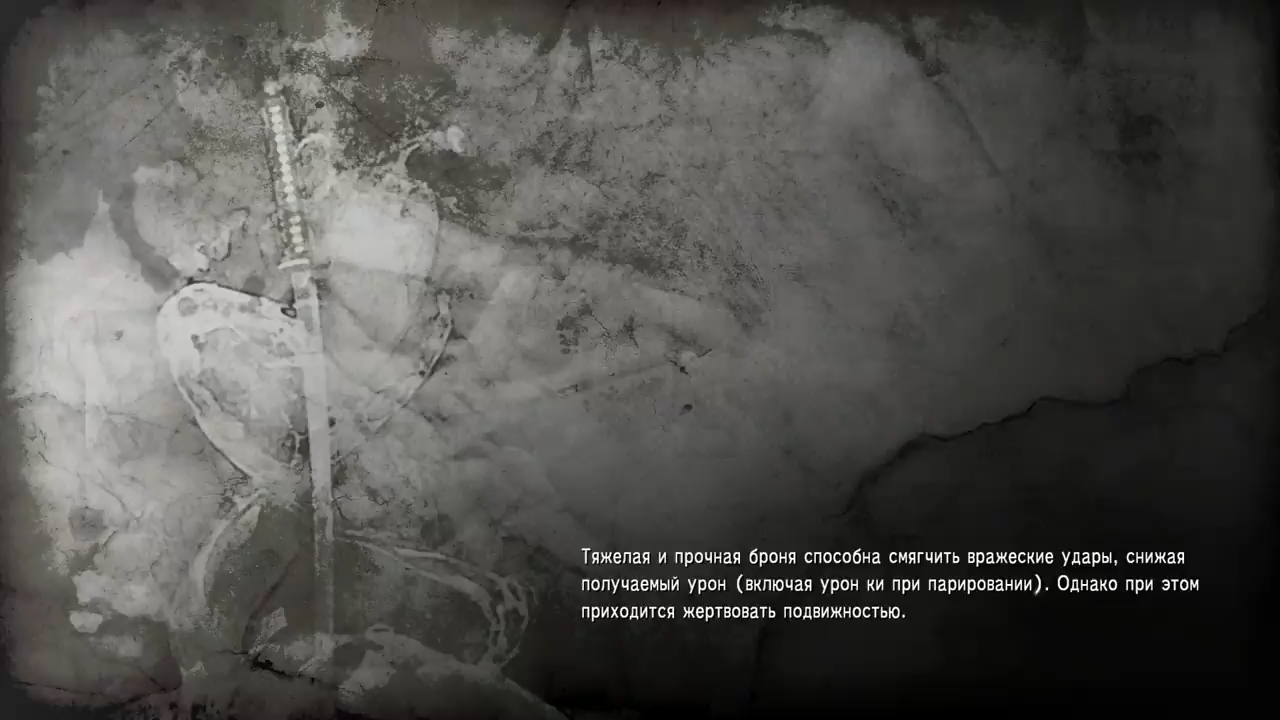 Тяжелая и прочная броня способна смягчить вражеские удары, снижая
получаемый урон (включая урон ки при парировании). Однако при этом
приходится жертвовать подвижностью.